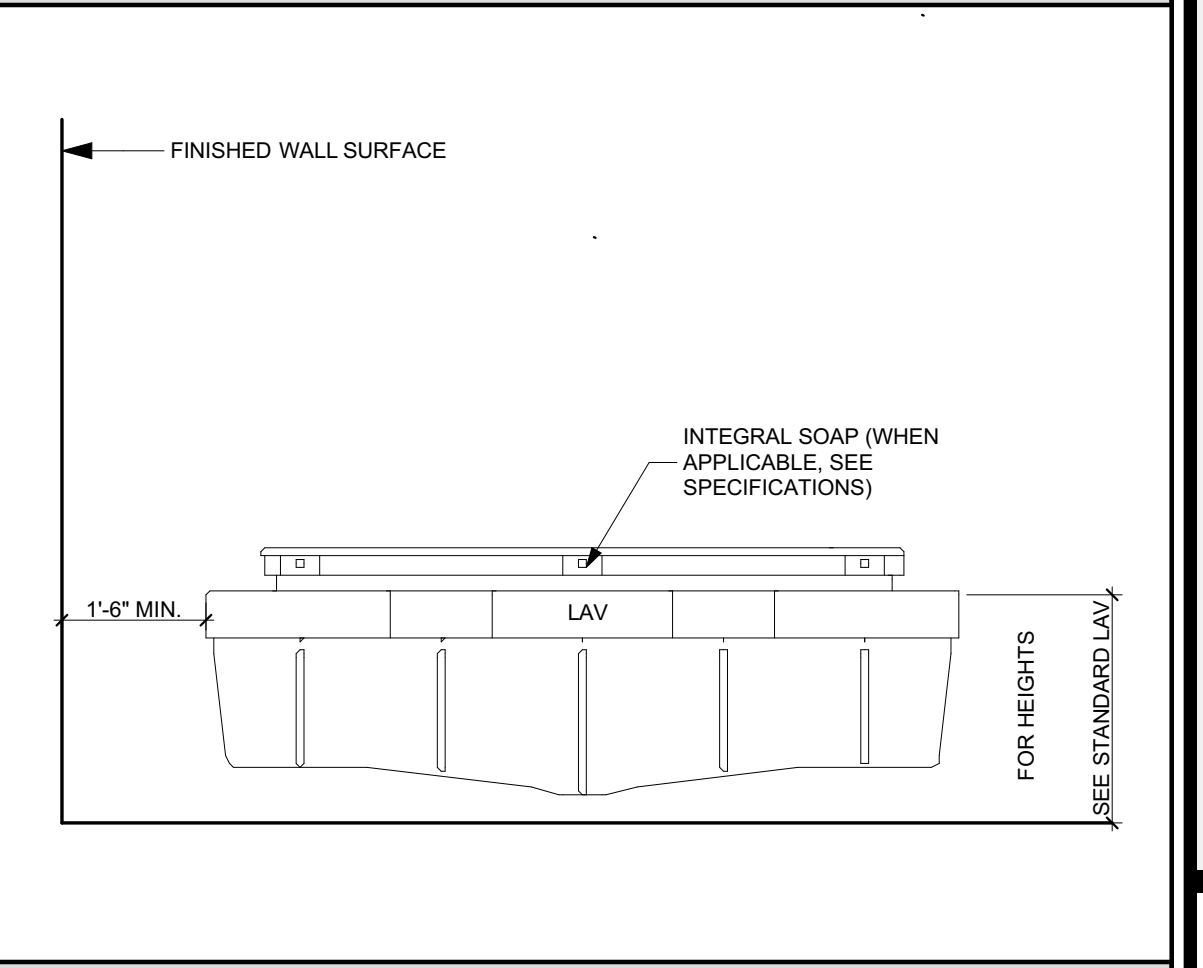 FINISHED WALL SURFACE
INTEGRAL SOAP (WHEN
APPLICABLE, SEE
SPECIFICATIONS)
1'-6" MIN.
LAV
FOR HEIGHTS
SEE STANDARD LAV